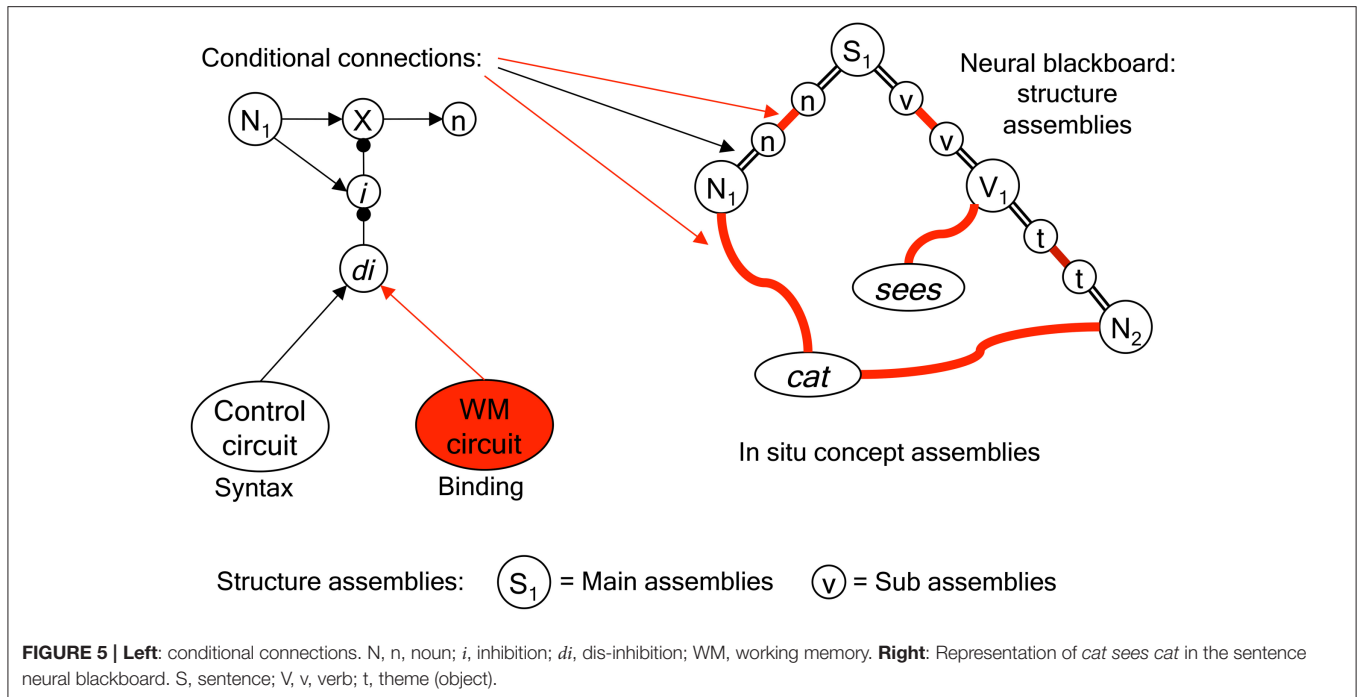 Conditional connections:
N₁
X
n
i
di
Control
circuit
Syntax
WM
circuit
Binding
S₁
n
v
n
v
N₁
V₁
t
t
N₂
sees
cat
Neural blackboard:
structure
assemblies
In situ concept assemblies
Structure assemblies: S₁ = Main assemblies v = Sub assemblies
FIGURE 5 | Left: conditional connections. N, n, noun; i, inhibition; di, dis-inhibition; WM, working memory. Right: Representation of cat sees cat in the sentence
neural blackboard. S, sentence; V, v, verb; t, theme (object).